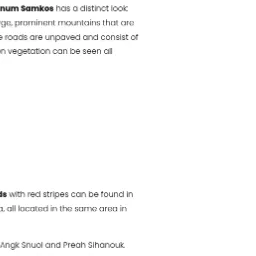 num Samkos has a distinct look:
ge, prominent mountains that are
e roads are unpaved and consist of
n vegetation can be seen all
ds with red stripes can be found in
a, all located in the same area in
Angk Snuol and Preah Sihanouk.